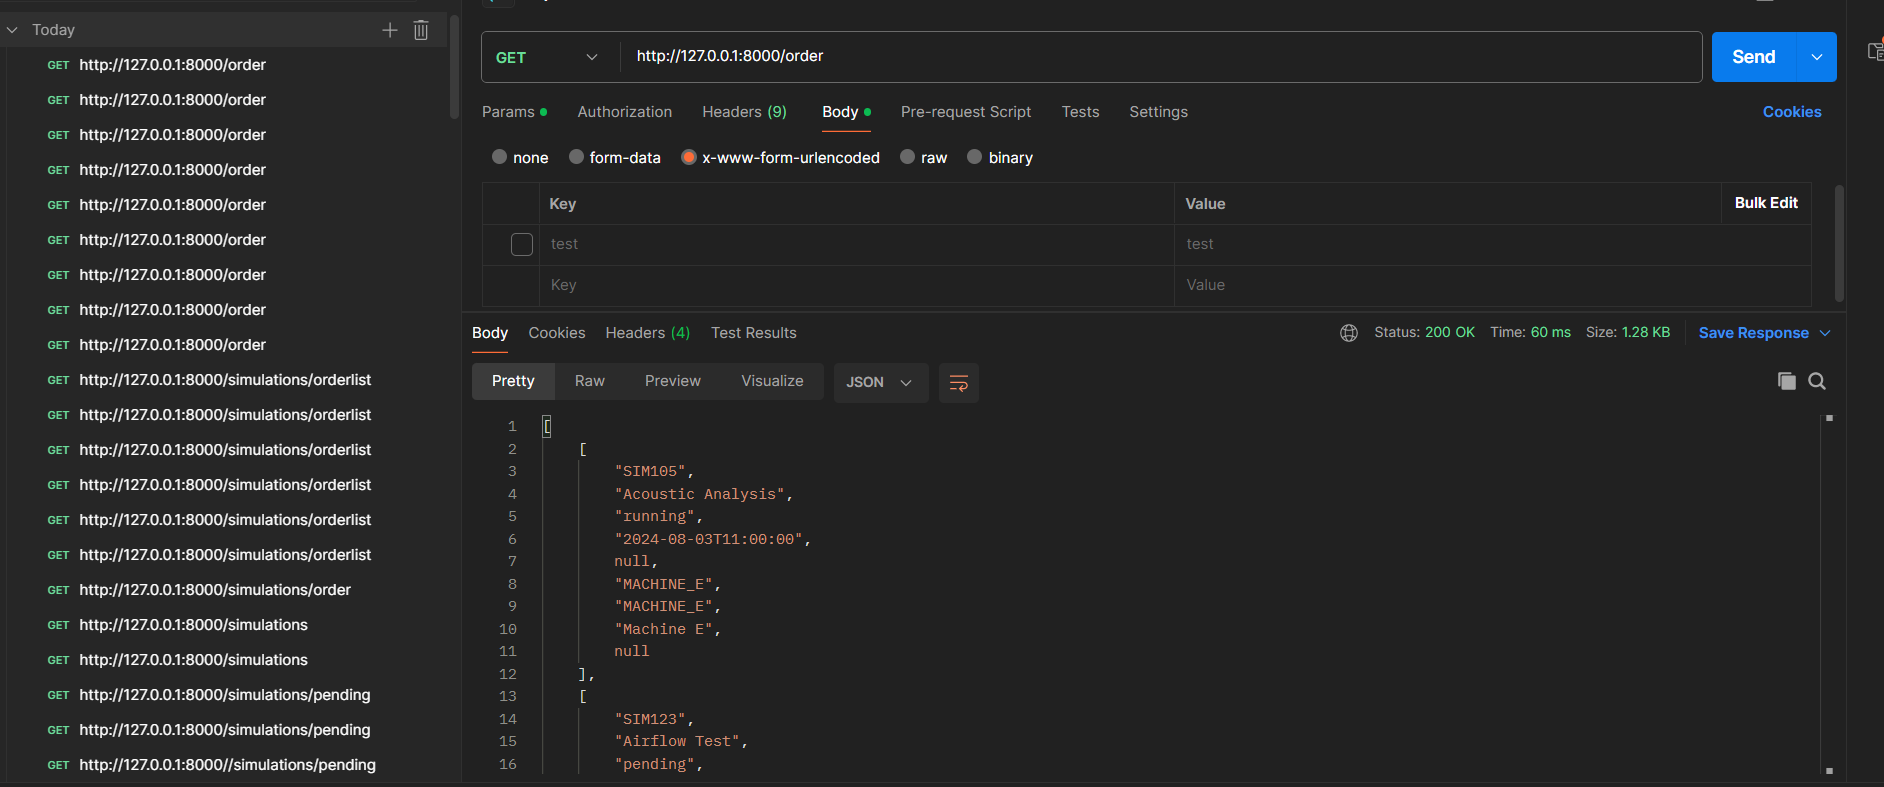 Today
GET http://127.0.0.1:8000/order
GET http://127.0.0.1:8000/order
GET http://127.0.0.1:8000/order
GET http://127.0.0.1:8000/order
GET http://127.0.0.1:8000/order
GET http://127.0.0.1:8000/order
GET http://127.0.0.1:8000/order
GET http://127.0.0.1:8000/order
GET http://127.0.0.1:8000/order
GET http://127.0.0.1:8000/simulations/orderlist
GET http://127.0.0.1:8000/simulations/orderlist
GET http://127.0.0.1:8000/simulations/orderlist
GET http://127.0.0.1:8000/simulations/orderlist
GET http://127.0.0.1:8000/simulations/orderlist
GET http://127.0.0.1:8000/simulations/orderlist
GET http://127.0.0.1:8000/simulations/order
GET http://127.0.0.1:8000/simulations
GET http://127.0.0.1:8000/simulations
GET http://127.0.0.1:8000/simulations/pending
GET http://127.0.0.1:8000/simulations/pending
GET http://127.0.0.1:8000//simulations/pending
GET http://127.0.0.1:8000/order Send
Params Authorization Headers (9) Body Pre-request Script Tests Settings Cookies
none form-data x-www-form-urlencoded raw binary
Key Value Bulk Edit
test test
Key Value
Body Cookies Headers (4) Test Results Status: 200 OK Time: 60 ms Size: 1.28 KB Save Response
Pretty Raw Preview Visualize JSON
1 [
2 [
3 "SIM105",
4 "Acoustic Analysis",
5 "running",
6 "2024-08-03T11:00:00",
7 null,
8 "MACHINE_E",
9 "MACHINE_E",
10 "Machine E",
11 null
12 ],
13 [
14 "SIM123",
15 "Airflow Test",
16 "pending",